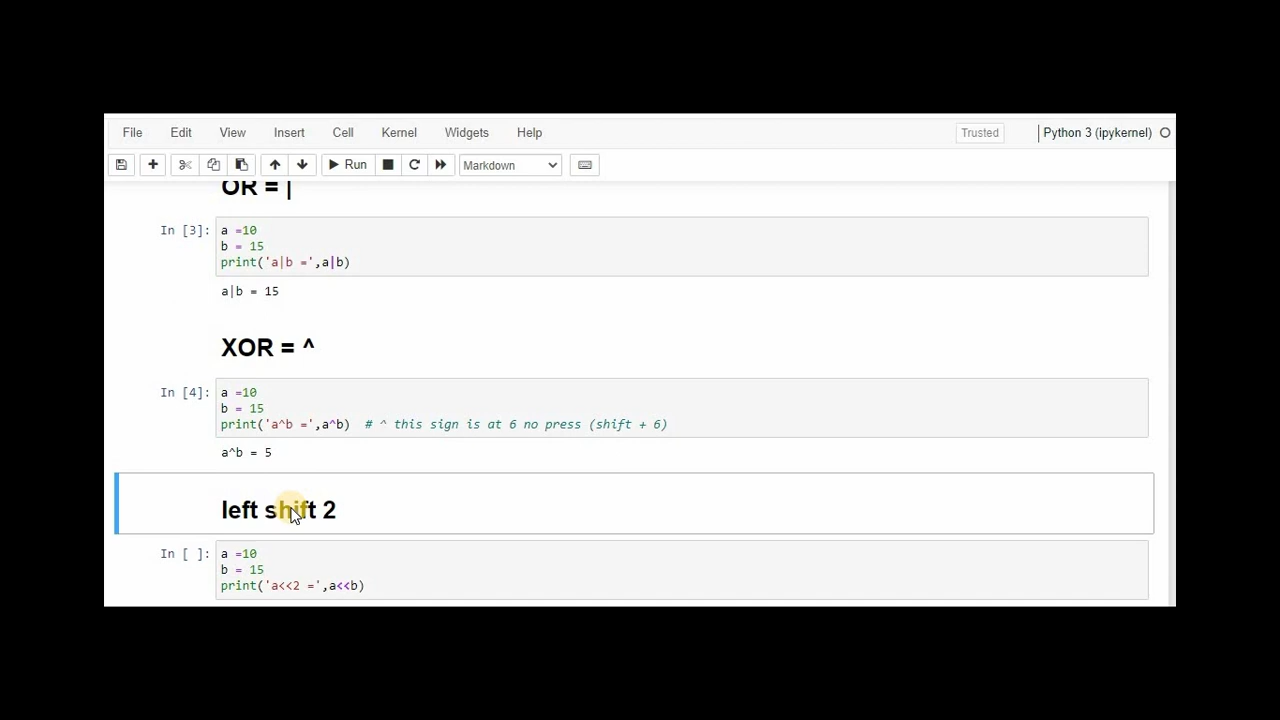 File Edit View Insert Cell Kernel Widgets Help Trusted Python 3 (ipykernel)
Run Markdown
OR = |
In [3]: a =10
b = 15
print('a|b =',a|b)
a|b = 15
XOR = ^
In [4]: a =10
b = 15
print('a^b =',a^b) # ^ this sign is at 6 no press (shift + 6)
a^b = 5
left shift 2
In [ ]: a =10
b = 15
print('a<<2 =',a<<b)